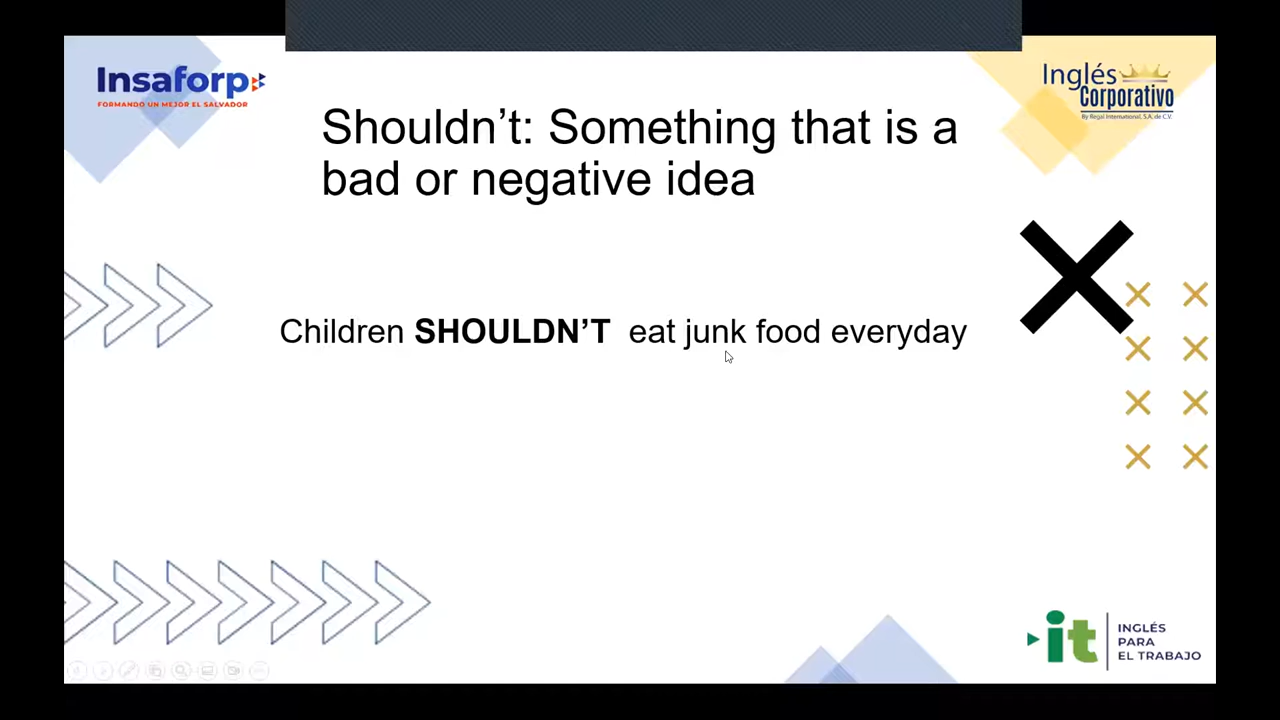 Insaforp
FORMANDO UN MEJOR EL SALVADOR
Inglés
Corporativo
By Regal International, S.A. de C.V.
Shouldn’t: Something that is a
bad or negative idea
Children SHOULDN’T eat junk food everyday
it
INGLÉS
PARA
EL TRABAJO